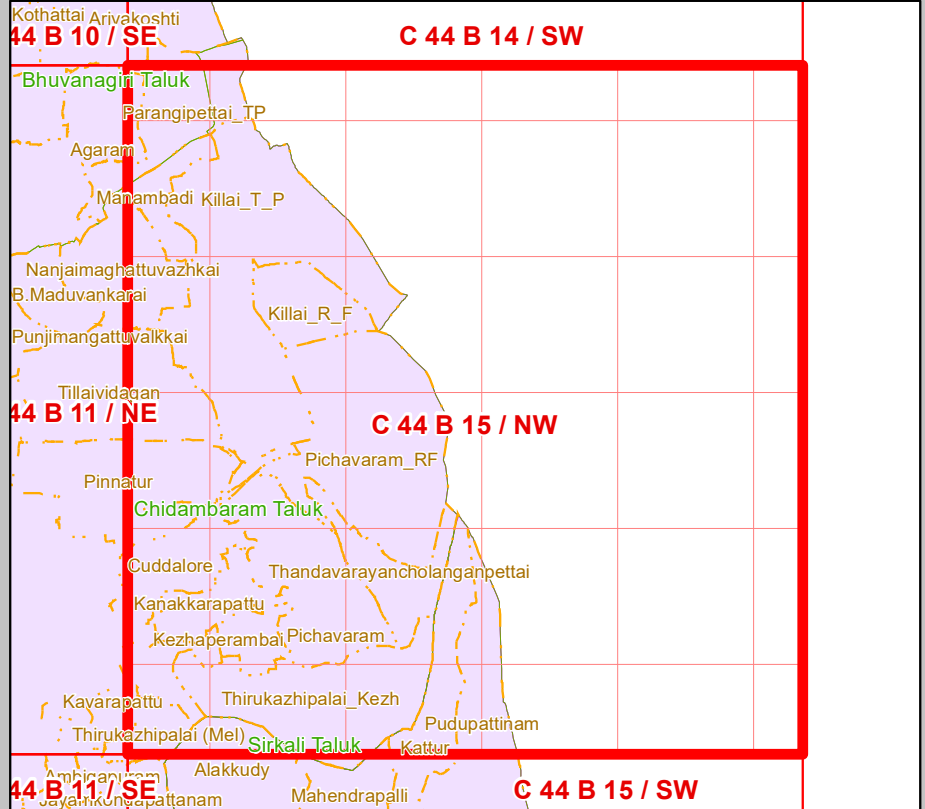 Kothattai Arivakoshti
44 B 10 / SE
C 44 B 14 / SW
Bhuvanagiri Taluk
Parangipettai_TP
Agaram
Manambadi Killai_T_P
Nanjaimaghattuvazhkai
B.Maduvankarai
Killai_R_F
Punjimangattuvalkkai
Tillaividagan
44 B 11 / NE
C 44 B 15 / NW
Pichavaram_RF
Pinnatur
Chidambaram Taluk
Cuddalore
Thandavarayancholanganpettai
Kanakkarapattu
Kezhaperambai Pichavaram
Kavarapattu
Thirukazhipalai_Kezh
Pudupattinam
Thirukazhipalai (Mel)
Sirkali Taluk
Kattur
Alakkudy
Ambigapuram
44 B 11 / SE
C 44 B 15 / SW
Jayamkondapattanam
Mahendrapalli